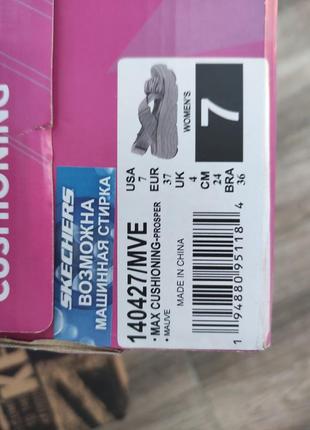 CUSHIONING
SKECHERS
ВОЗМОЖНА
МАШИННАЯ СТИРКА
WOMEN'S
7
USA EUR UK CM BRA
7 37 4 24 36
140427/MVE
• MAX CUSHIONING-PROSPER
• MAUVE MADE IN CHINA
1 94880 95118 4